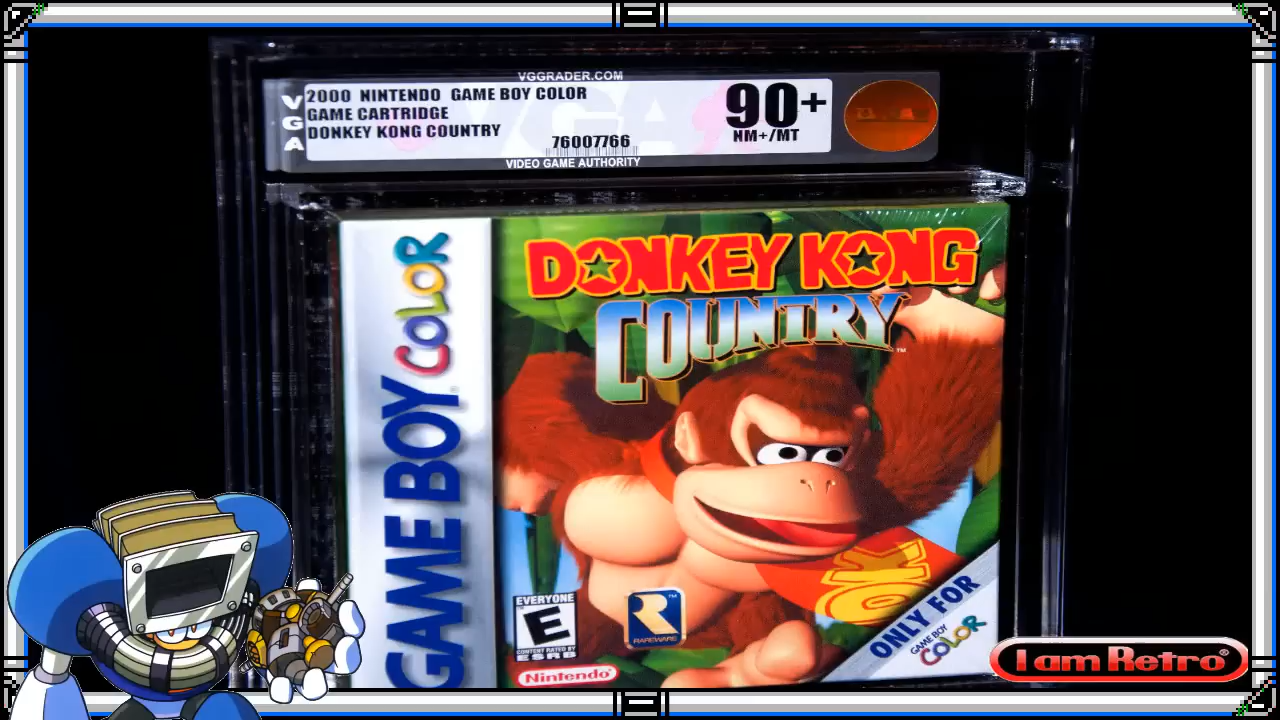 VGGRADER.COM
VGA
2000 NINTENDO GAME BOY COLOR
GAME CARTRIDGE
DONKEY KONG COUNTRY
76007766
90+
NM+/MT
VIDEO GAME AUTHORITY
GAME BOY COLOR
DONKEY KONG
COUNTRY™
DK
EVERYONE
E
CONTENT RATED BY
ESRB
R
RAREWARE
Nintendo
ONLY FOR
GAME BOY
COLOR
I am Retro®